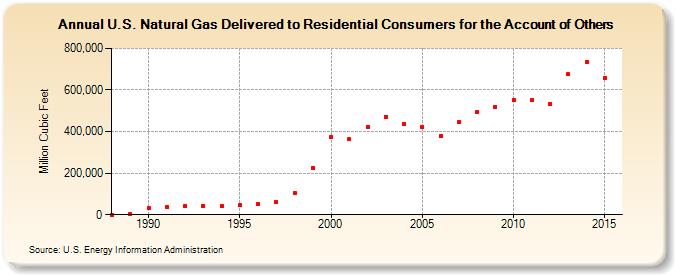 Annual U.S. Natural Gas Delivered to Residential Consumers for the Account of Others
Million Cubic Feet
800,000
600,000
400,000
200,000
0
1990 1995 2000 2005 2010 2015
Source: U.S. Energy Information Administration